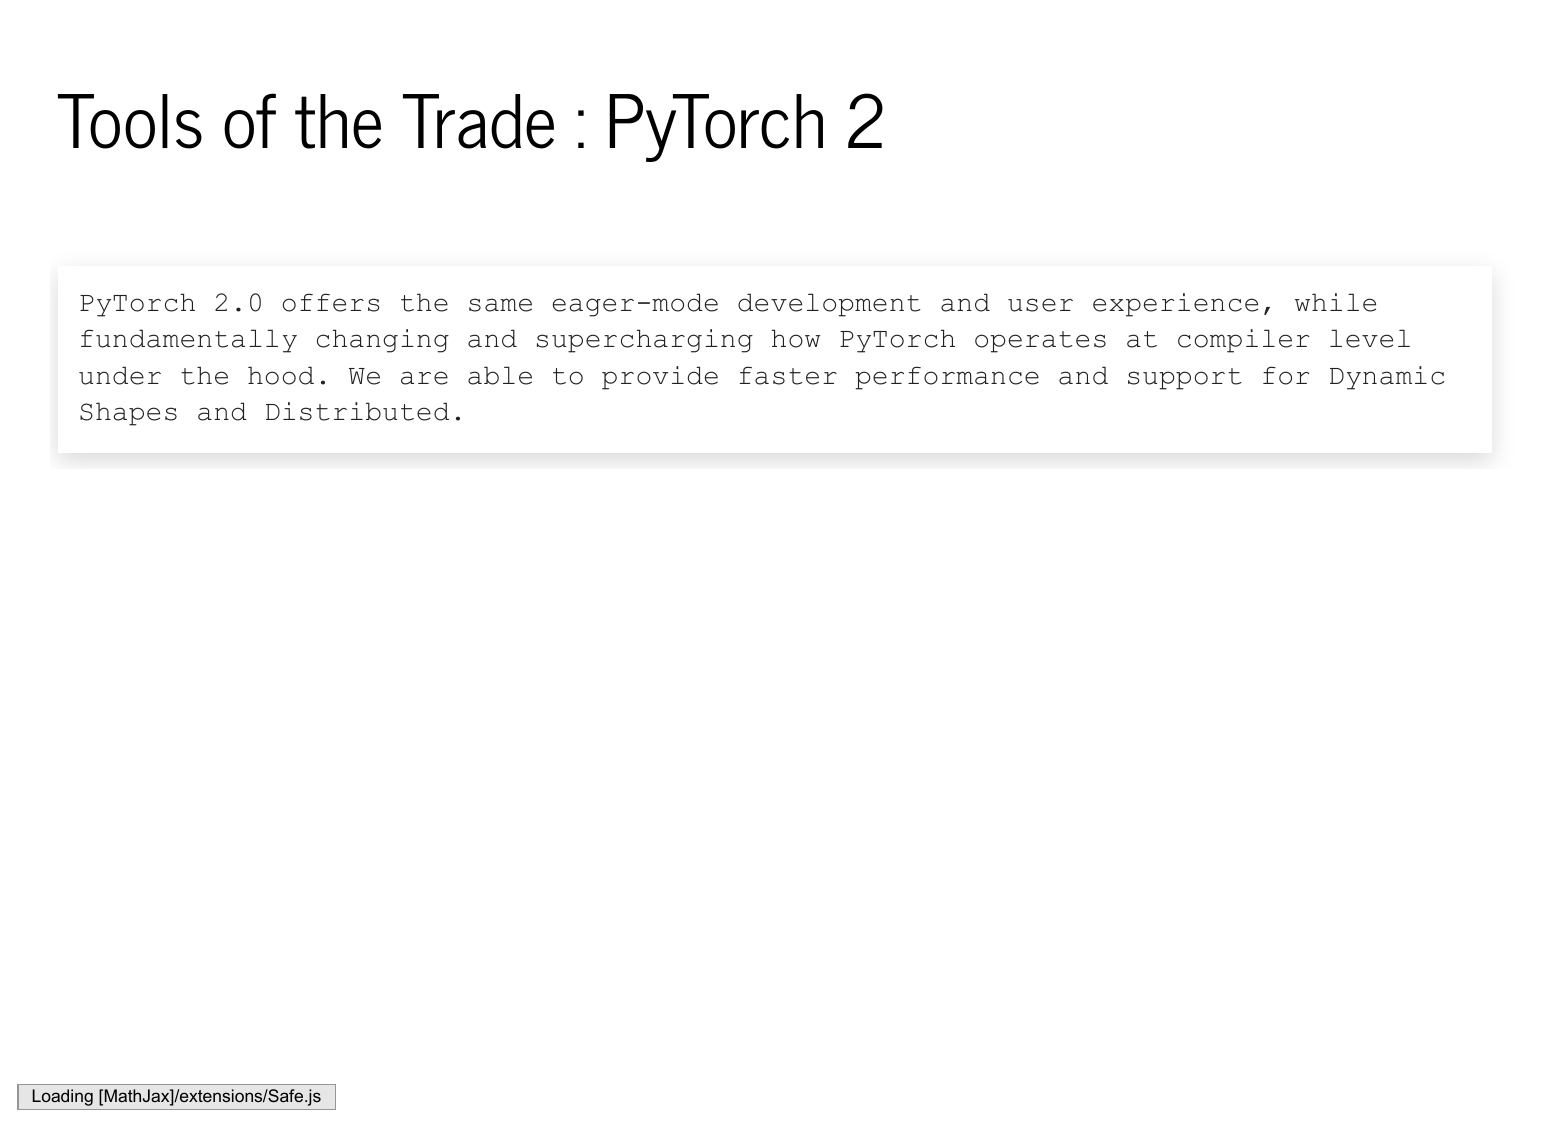 Tools of the Trade : PyTorch 2
PyTorch 2.0 offers the same eager-mode development and user experience, while
fundamentally changing and supercharging how PyTorch operates at compiler level
under the hood. We are able to provide faster performance and support for Dynamic
Shapes and Distributed.
Loading [MathJax]/extensions/Safe.js